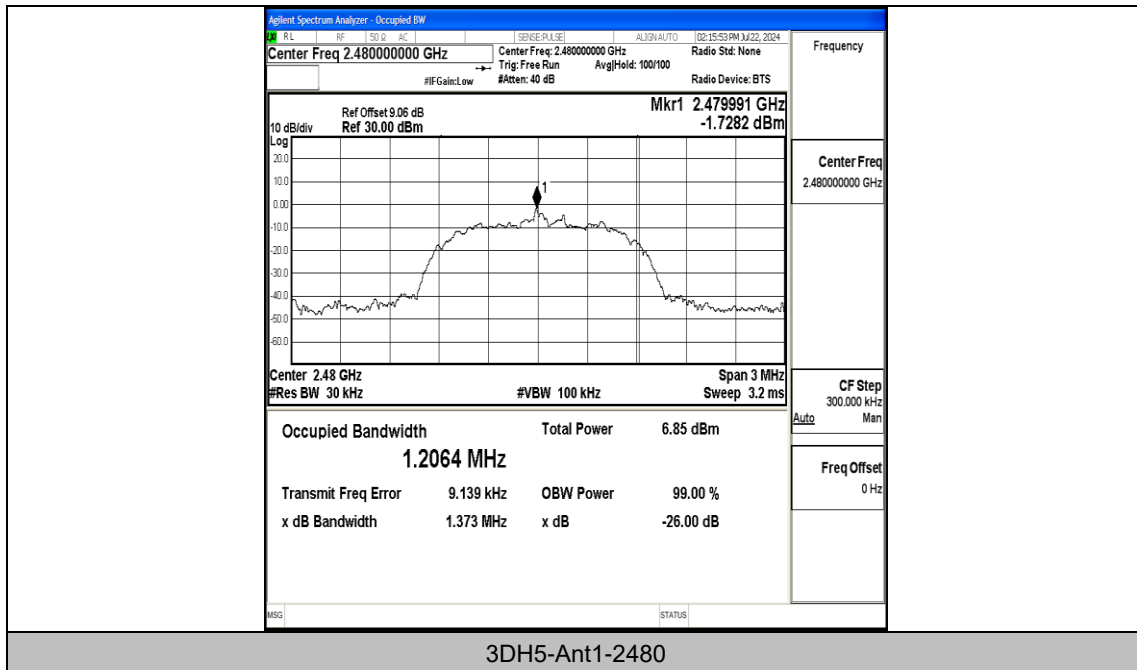 Agilent Spectrum Analyzer - Occupied BW
RL RF 50 Ω AC SENSE:PULSE ALIGN AUTO 02:15:53 PM Jul 22, 2024
Center Freq 2.480000000 GHz
Center Freq: 2.480000000 GHz
Radio Std: None
Trig: Free Run Avg|Hold: 100/100
#IFGain:Low #Atten: 40 dB Radio Device: BTS
Frequency
Ref Offset 9.06 dB
10 dB/div Ref 30.00 dBm
Mkr1 2.479991 GHz
-1.7282 dBm
Log
20.0
10.0
0.00
-10.0
-20.0
-30.0
-40.0
-50.0
-60.0
1
Center 2.48 GHz Span 3 MHz
#Res BW 30 kHz #VBW 100 kHz Sweep 3.2 ms
Occupied Bandwidth
1.2064 MHz
Total Power 6.85 dBm
Transmit Freq Error 9.139 kHz OBW Power 99.00 %
x dB Bandwidth 1.373 MHz x dB -26.00 dB
Center Freq
2.480000000 GHz
CF Step
300.000 kHz
Auto Man
Freq Offset
0 Hz
MSG STATUS
3DH5-Ant1-2480